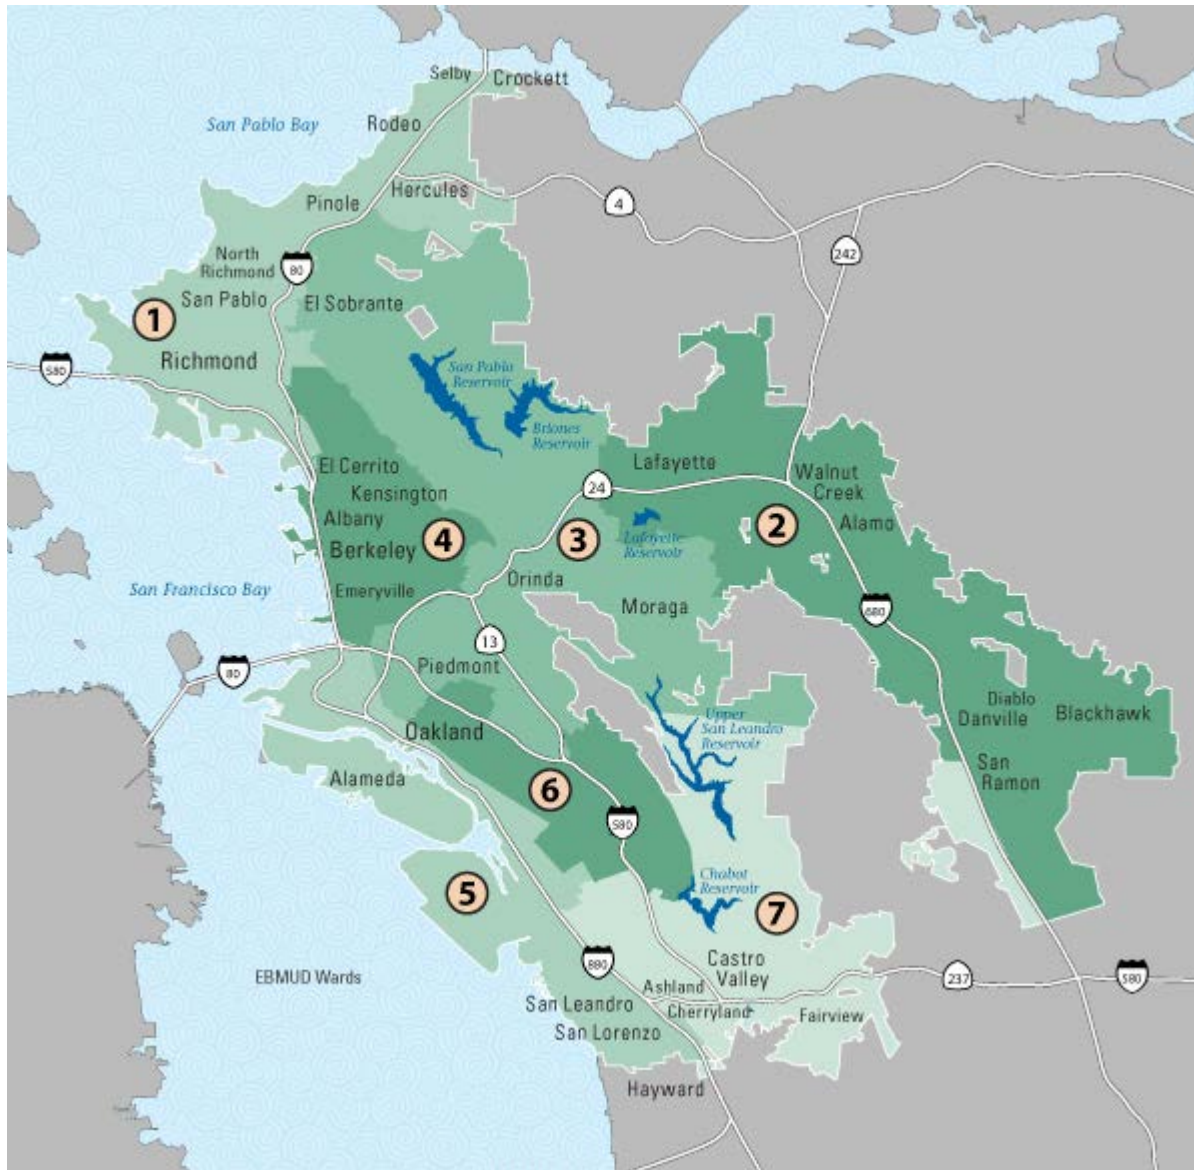 Selby
Crockett
San Pablo Bay
Rodeo
Hercules
Pinole
4
North
Richmond
80
242
San Pablo
El Sobrante
1
Richmond
580
San Pablo
Reservoir
Briones
Reservoir
El Cerrito
Lafayette
Walnut
Creek
24
Kensington
Albany
4
3
2
Alamo
Berkeley
Lafayette
Reservoir
San Francisco Bay
Emeryville
Orinda
Moraga
680
13
80
Piedmont
Diablo
Danville
Blackhawk
Oakland
Upper
San Leandro
Reservoir
San
Ramon
Alameda
6
580
5
Chabot
Reservoir
7
EBMUD Wards
880
Castro
Valley
237
580
Ashland
San Leandro
Cherryland
Fairview
San Lorenzo
Hayward